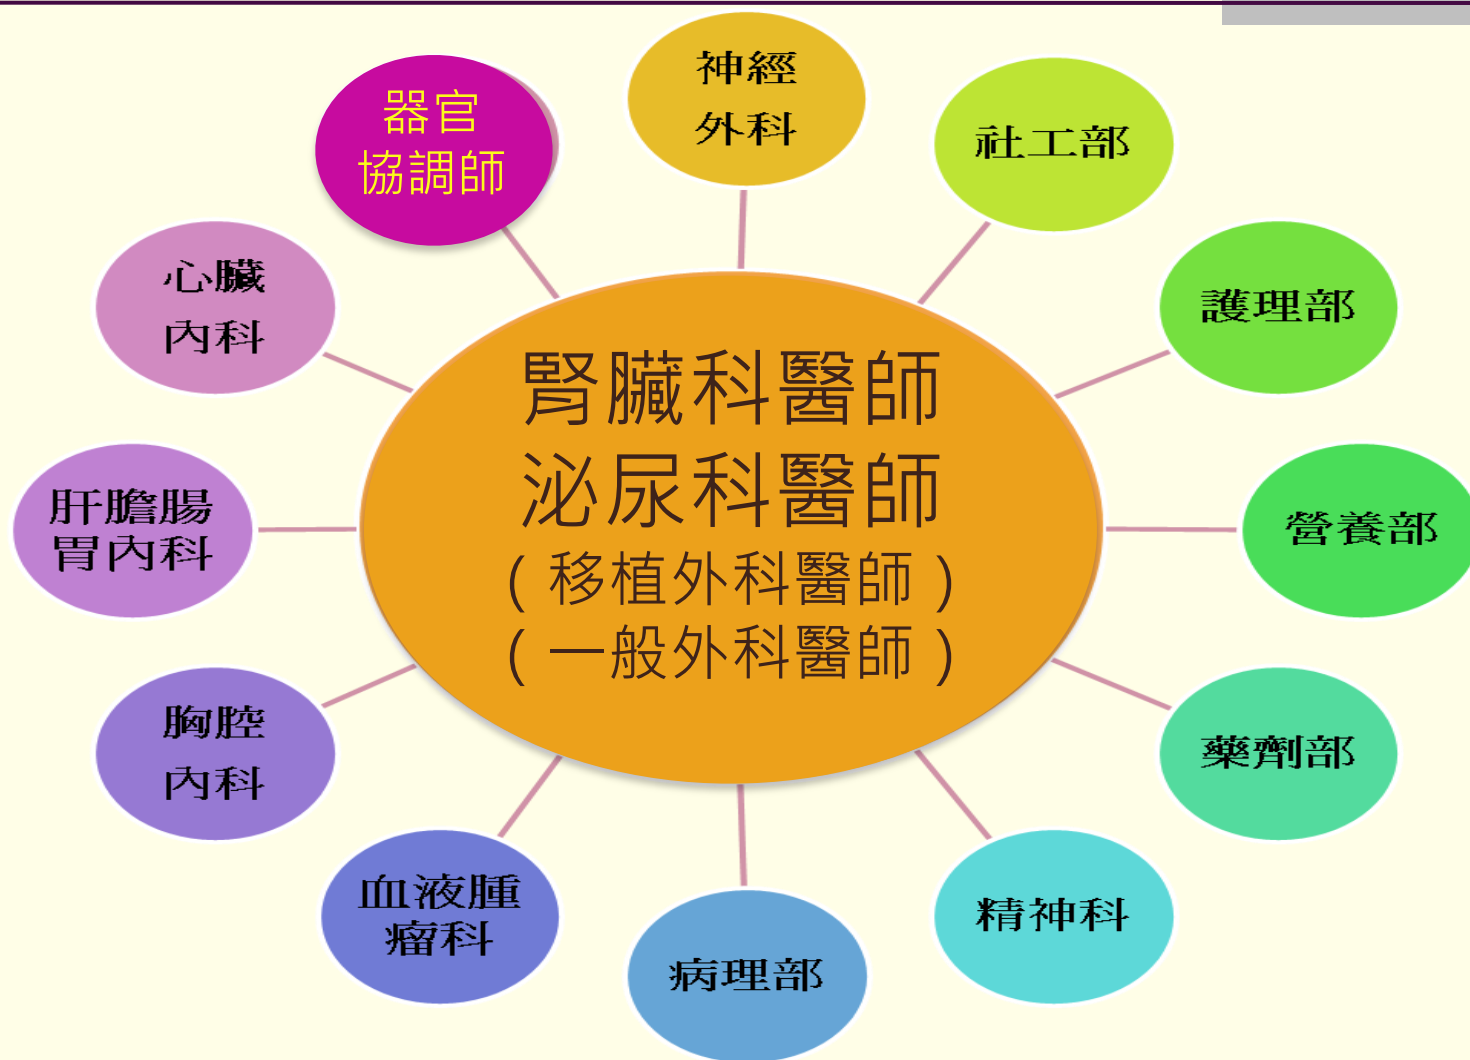 神經
外科
器官
協調師
社工部
心臟
內科
護理部
腎臟科醫師
泌尿科醫師
(移植外科醫師)
(一般外科醫師)
肝膽腸
胃內科
營養部
胸腔
內科
藥劑部
血液腫
瘤科
精神科
病理部